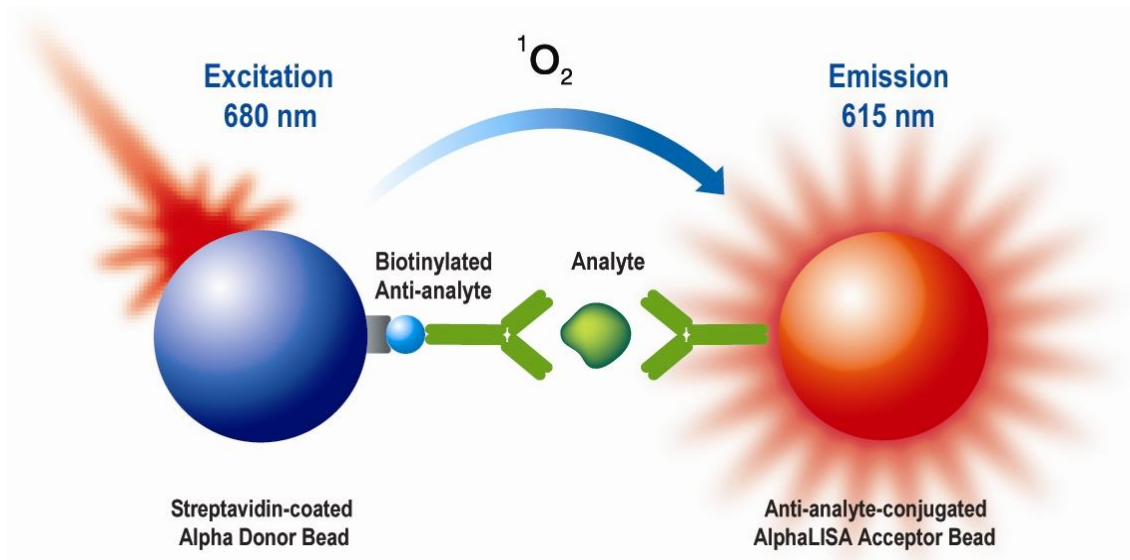 Excitation
680 nm
¹O₂
Emission
615 nm
Biotinylated
Anti-analyte
Analyte
Streptavidin-coated
Alpha Donor Bead
Anti-analyte-conjugated
AlphaLISA Acceptor Bead